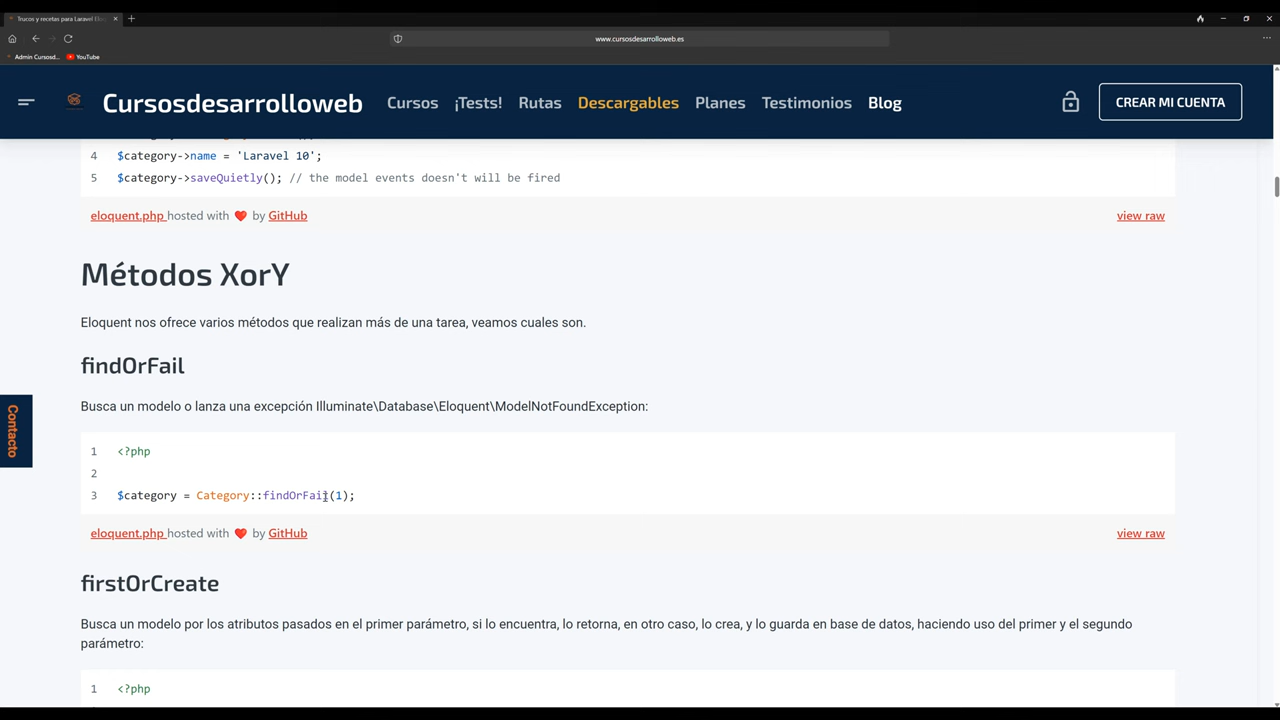 Trucos y recetas para Laravel Elo
www.cursosdesarrolloweb.es
Admin Cursosd... YouTube
Cursosdesarrolloweb Cursos ¡Tests! Rutas Descargables Planes Testimonios Blog CREAR MI CUENTA
4 $category->name = 'Laravel 10';
5 $category->saveQuietly(); // the model events doesn't will be fired
eloquent.php hosted with ❤ by GitHub view raw
Métodos XorY
Eloquent nos ofrece varios métodos que realizan más de una tarea, veamos cuales son.
findOrFail
Contacto
Busca un modelo o lanza una excepción Illuminate\Database\Eloquent\ModelNotFoundException:
1 <?php
2
3 $category = Category::findOrFail(1);
eloquent.php hosted with ❤ by GitHub view raw
firstOrCreate
Busca un modelo por los atributos pasados en el primer parámetro, si lo encuentra, lo retorna, en otro caso, lo crea, y lo guarda en base de datos, haciendo uso del primer y el segundo
parámetro:
1 <?php